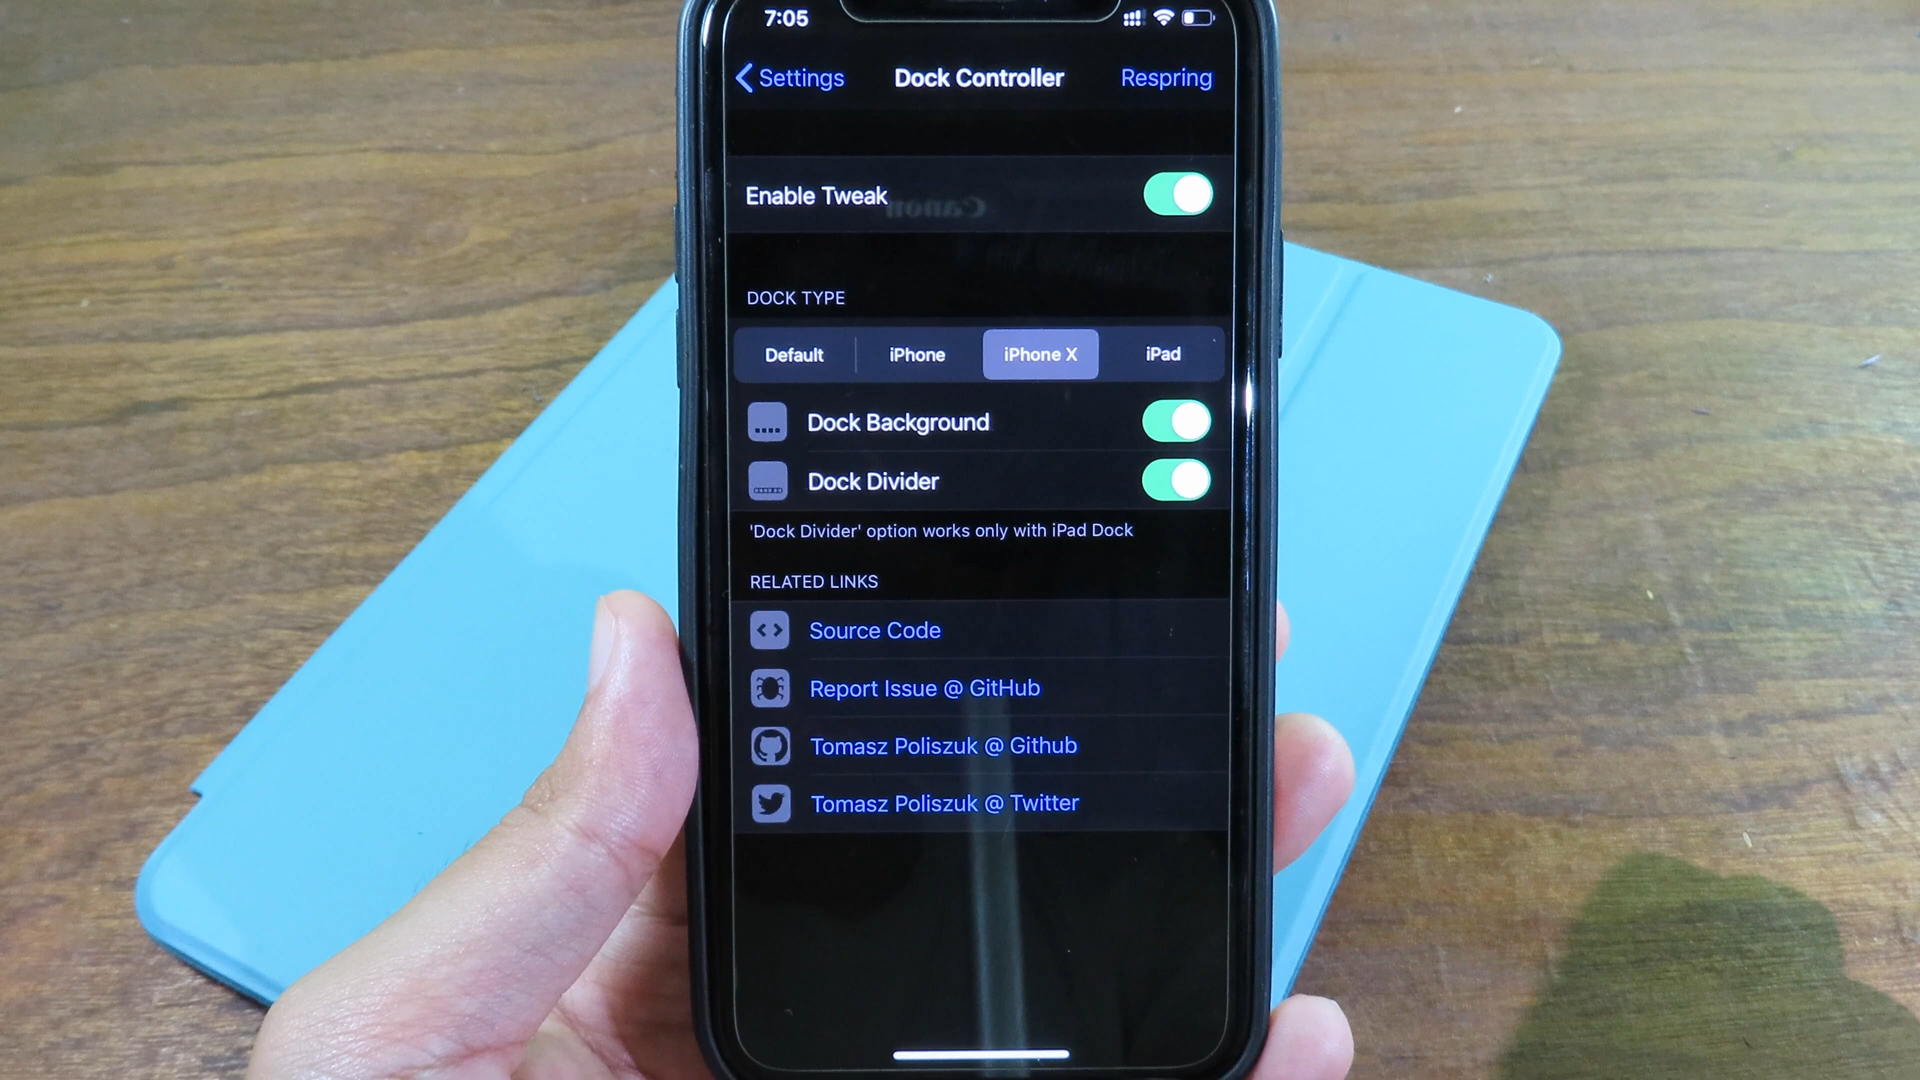 7:05
Settings Dock Controller Respring
Enable Tweak
Canon
DOCK TYPE
Default iPhone iPhone X iPad
Dock Background
Dock Divider
'Dock Divider' option works only with iPad Dock
RELATED LINKS
Source Code
Report Issue @ GitHub
Tomasz Poliszuk @ Github
Tomasz Poliszuk @ Twitter